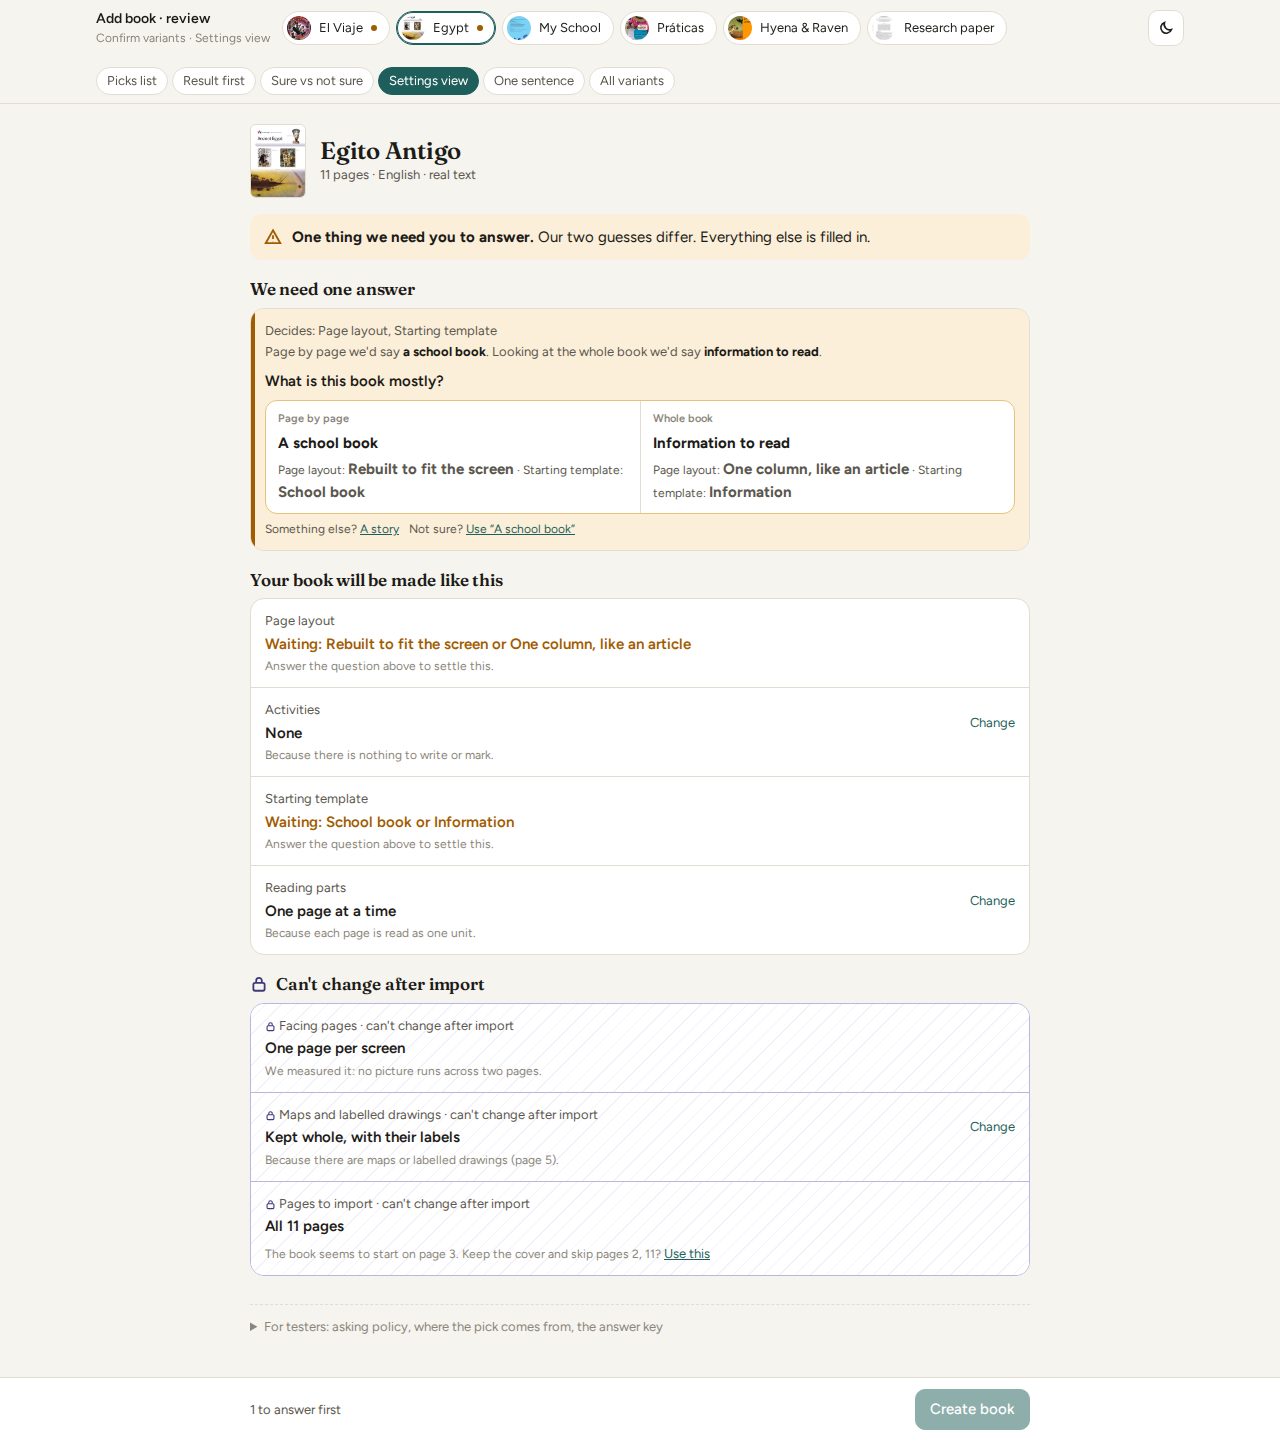 Add book · review
Confirm variants · Settings view
El Viaje
Egypt
My School
Práticas
Hyena & Raven
Research paper
Picks list
Result first
Sure vs not sure
Settings view
One sentence
All variants
Egito Antigo
11 pages · English · real text
One thing we need you to answer. Our two guesses differ. Everything else is filled in.
We need one answer
Decides: Page layout, Starting template
Page by page we'd say a school book. Looking at the whole book we'd say information to read.
What is this book mostly?
Page by page
A school book
Page layout: Rebuilt to fit the screen · Starting template:
School book
Whole book
Information to read
Page layout: One column, like an article · Starting
template: Information
Something else? A story Not sure? Use “A school book”
Your book will be made like this
Page layout
Waiting: Rebuilt to fit the screen or One column, like an article
Answer the question above to settle this.
Activities
None
Because there is nothing to write or mark.
Change
Starting template
Waiting: School book or Information
Answer the question above to settle this.
Reading parts
One page at a time
Because each page is read as one unit.
Change
Can't change after import
Facing pages · can't change after import
One page per screen
We measured it: no picture runs across two pages.
Maps and labelled drawings · can't change after import
Kept whole, with their labels
Because there are maps or labelled drawings (page 5).
Change
Pages to import · can't change after import
All 11 pages
The book seems to start on page 3. Keep the cover and skip pages 2, 11? Use this
For testers: asking policy, where the pick comes from, the answer key
1 to answer first
Create book